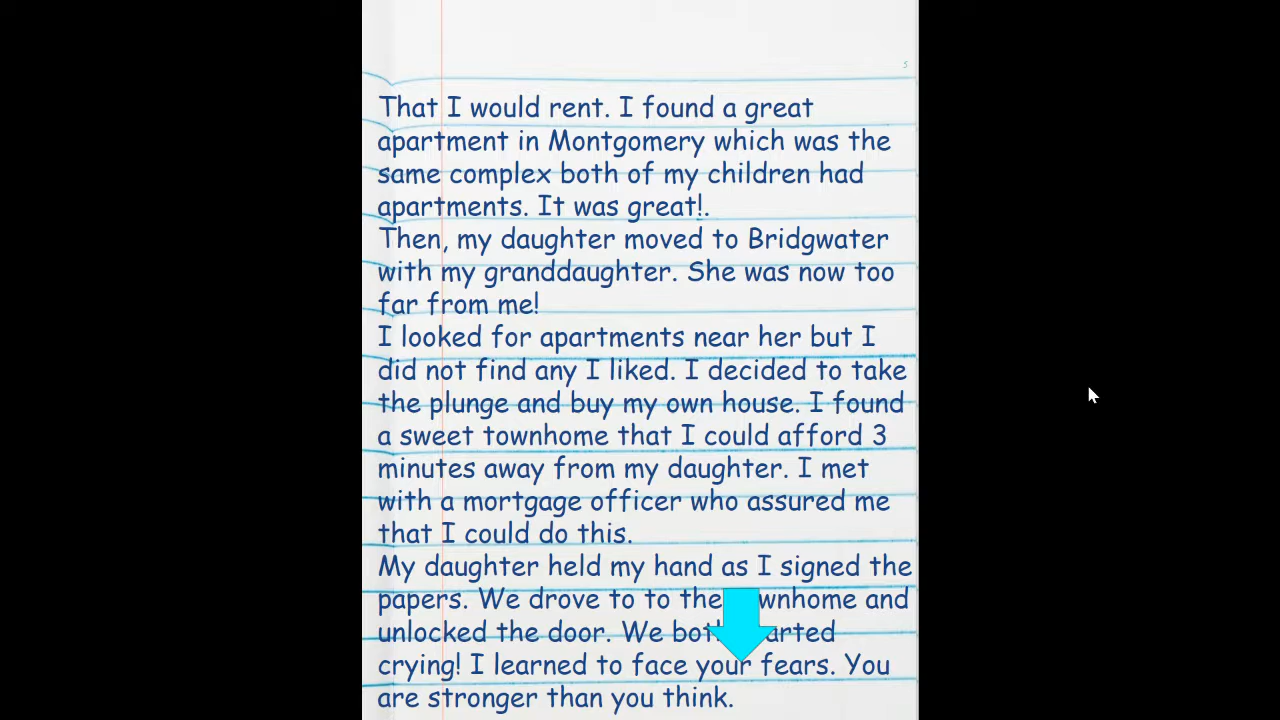 5
That I would rent. I found a great
apartment in Montgomery which was the
same complex both of my children had
apartments. It was great!.
Then, my daughter moved to Bridgwater
with my granddaughter. She was now too
far from me!
I looked for apartments near her but I
did not find any I liked. I decided to take
the plunge and buy my own house. I found
a sweet townhome that I could afford 3
minutes away from my daughter. I met
with a mortgage officer who assured me
that I could do this.
My daughter held my hand as I signed the
papers. We drove to to the and
unlocked the door. We
crying! I learned to face your fears. You
are stronger than you think.